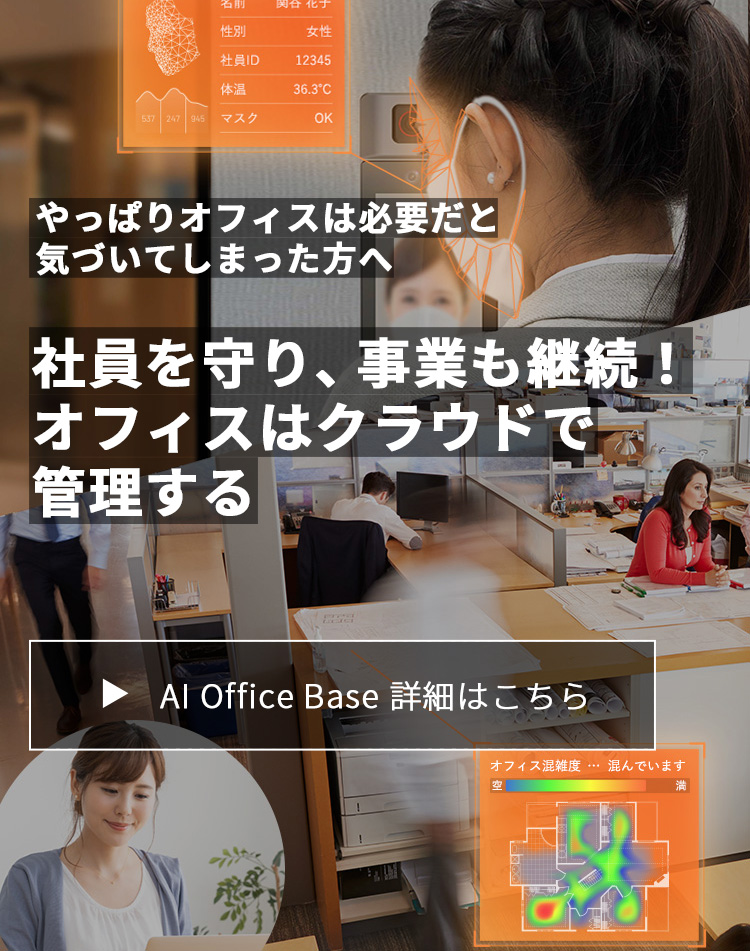 名前 関谷 花子
性別 女性
社員ID 12345
体温 36.3℃
マスク OK
537 247 945
やっぱりオフィスは必要だと
気づいてしまった方へ
社員を守り、事業も継続！
オフィスはクラウドで
管理する
▶ AI Office Base 詳細はこちら
オフィス混雑度 … 混んでいます
空 満